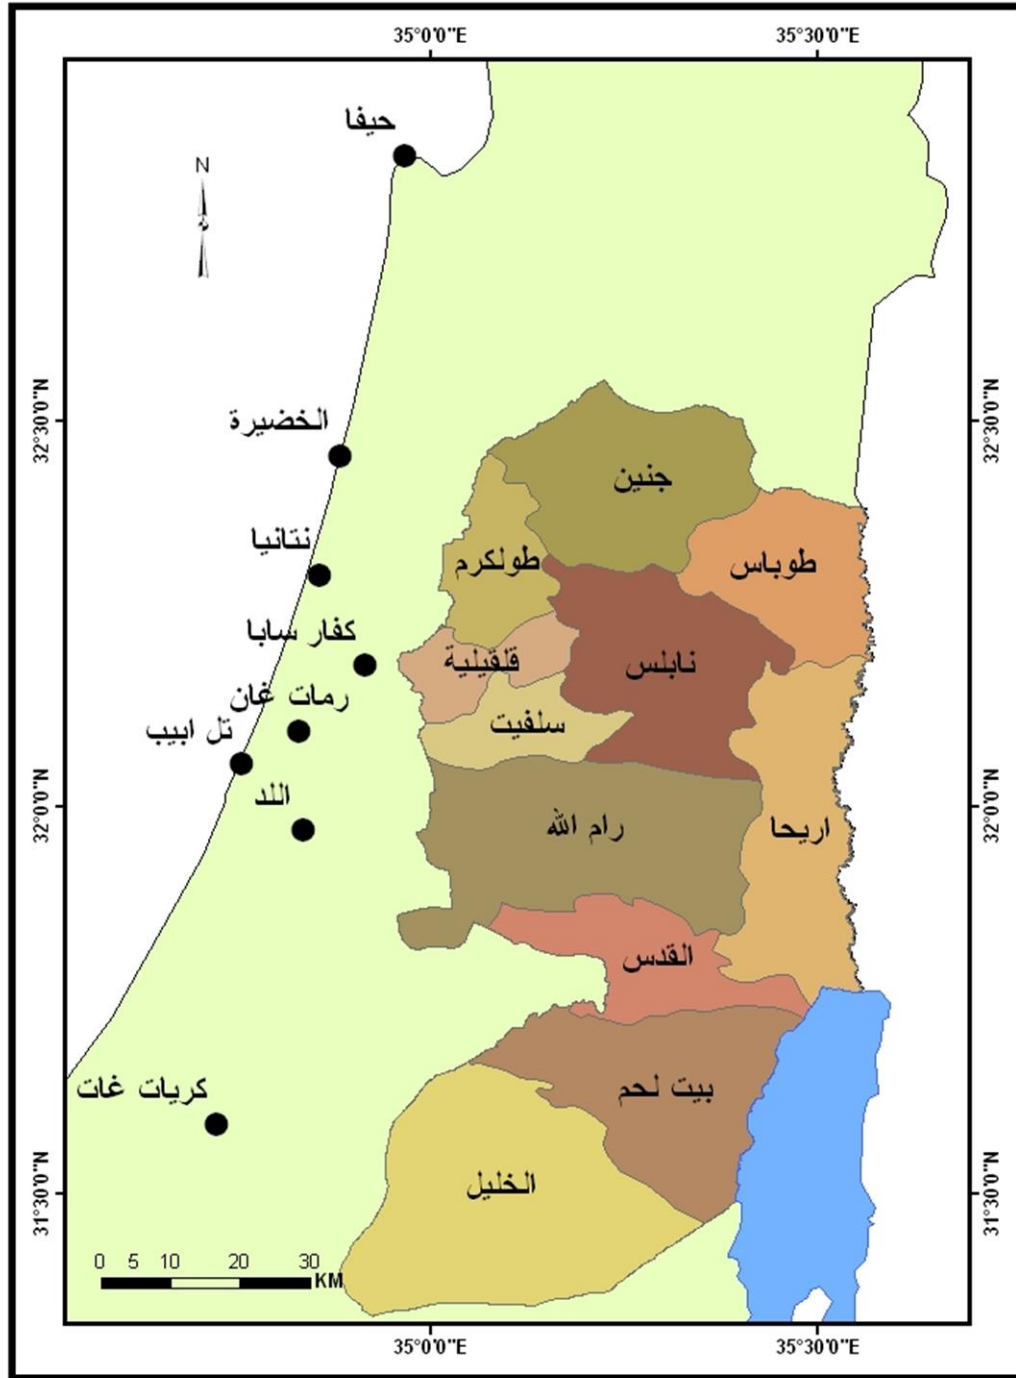 35°0'0"E
35°30'0"E
حيفا
N
32°30'0"N
32°30'0"N
الخضيرة
جنين
نتانيا
طولكرم
طوباس
كفار سابا
قلقيلية
نابلس
رمات غان
سلفيت
تل ابيب
اللد
32°0'0"N
32°0'0"N
رام الله
اريحا
القدس
كريات غات
بيت لحم
الخليل
31°30'0"N
31°30'0"N
0 5 10 20 30
KM
35°0'0"E
35°30'0"E